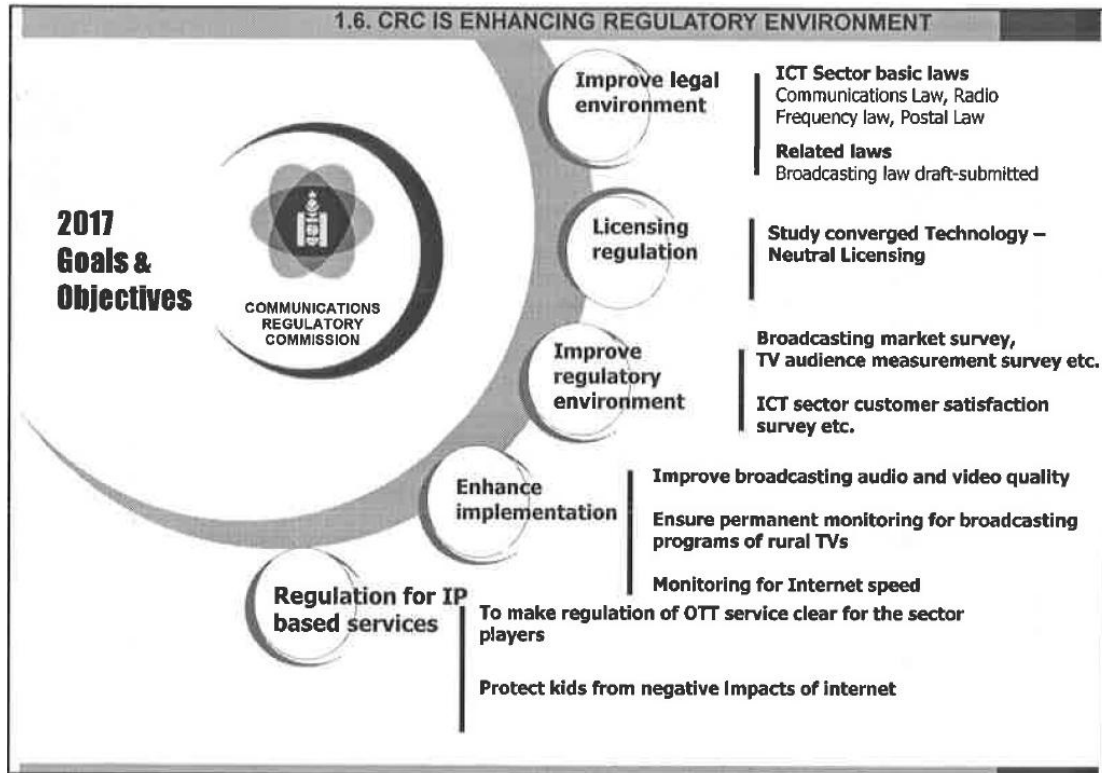 1.6. CRC IS ENHANCING REGULATORY ENVIRONMENT
2017
Goals &
Objectives
COMMUNICATIONS
REGULATORY
COMMISSION
Improve legal
environment
ICT Sector basic laws
Communications Law, Radio
Frequency law, Postal Law
Related laws
Broadcasting law draft-submitted
Licensing
regulation
Study converged Technology –
Neutral Licensing
Improve
regulatory
environment
Broadcasting market survey,
TV audience measurement survey etc.
ICT sector customer satisfaction
survey etc.
Enhance
implementation
Improve broadcasting audio and video quality
Ensure permanent monitoring for broadcasting
programs of rural TVs
Monitoring for Internet speed
Regulation for IP
based services
To make regulation of OTT service clear for the sector
players
Protect kids from negative Impacts of internet